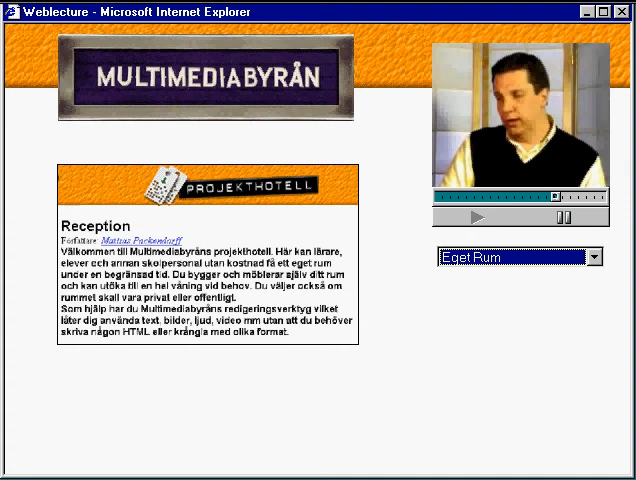 Weblecture - Microsoft Internet Explorer
MULTIMEDIABYRÅN
PROJEKTHOTELL
Reception
Författare: Mattias Packendorff
Välkommen till Multimediabyråns projekthotell. Här kan lärare,
elever och annan skolpersonal utan kostnad få ett eget rum
under en begränsad tid. Du bygger och möblerar själv ditt rum
och kan utöka till en hel våning vid behov. Du väljer också om
rummet skall vara privat eller offentligt.
Som hjälp har du Multimediabyråns redigeringsverktyg vilket
låter dig använda text, bilder, ljud, video mm utan att du behöver
skriva någon HTML eller krångla med olika format.
Eget Rum